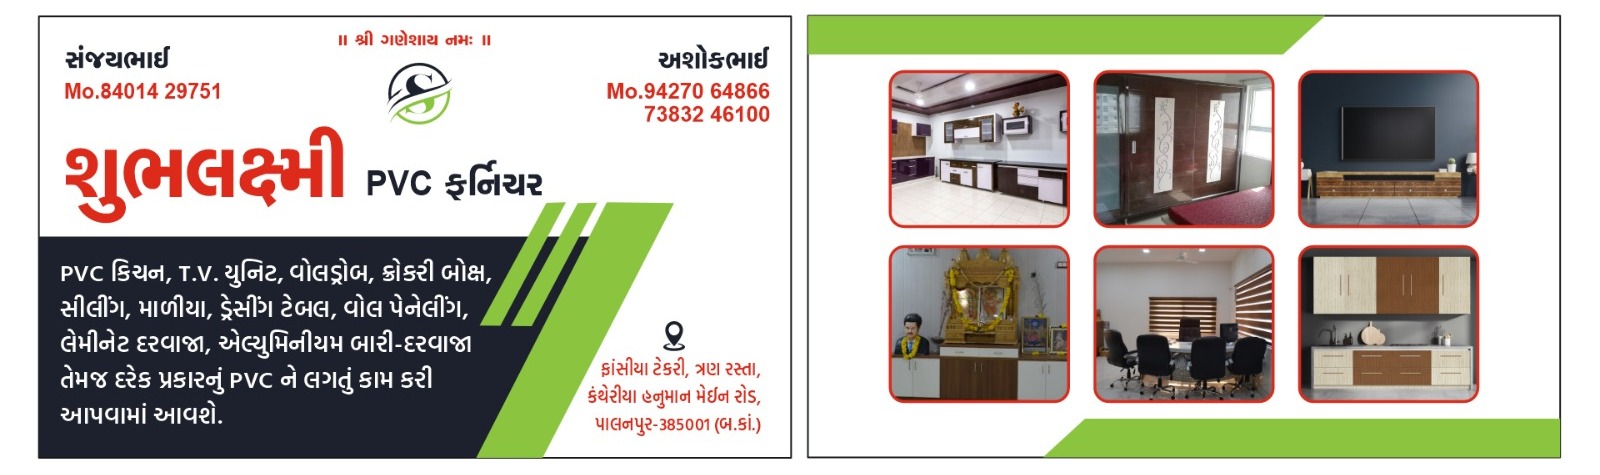 ॥ શ્રી ગણેશાય નમઃ ॥
સંજયભાઈ
Mo.84014 29751
અશોકભાઈ
Mo.94270 64866
73832 46100
S
શુભલક્ષ્મી PVC ફર્નિચર
PVC કિચન, T.V. યુનિટ, વોલડ્રોબ, ક્રોકરી બોક્ષ,
સીલીંગ, માળીયા, ડ્રેસીંગ ટેબલ, વોલ પેનેલીંગ,
લેમીનેટ દરવાજા, એલ્યુમિનીયમ બારી-દરવાજા
તેમજ દરેક પ્રકારનું PVC ને લગતું કામ કરી
આપવામાં આવશે.
ફાંસીયા ટેકરી, ત્રણ રસ્તા,
કંથેરીયા હનુમાન મેઈન રોડ,
પાલનપુર-385001 (બ.કાં.)